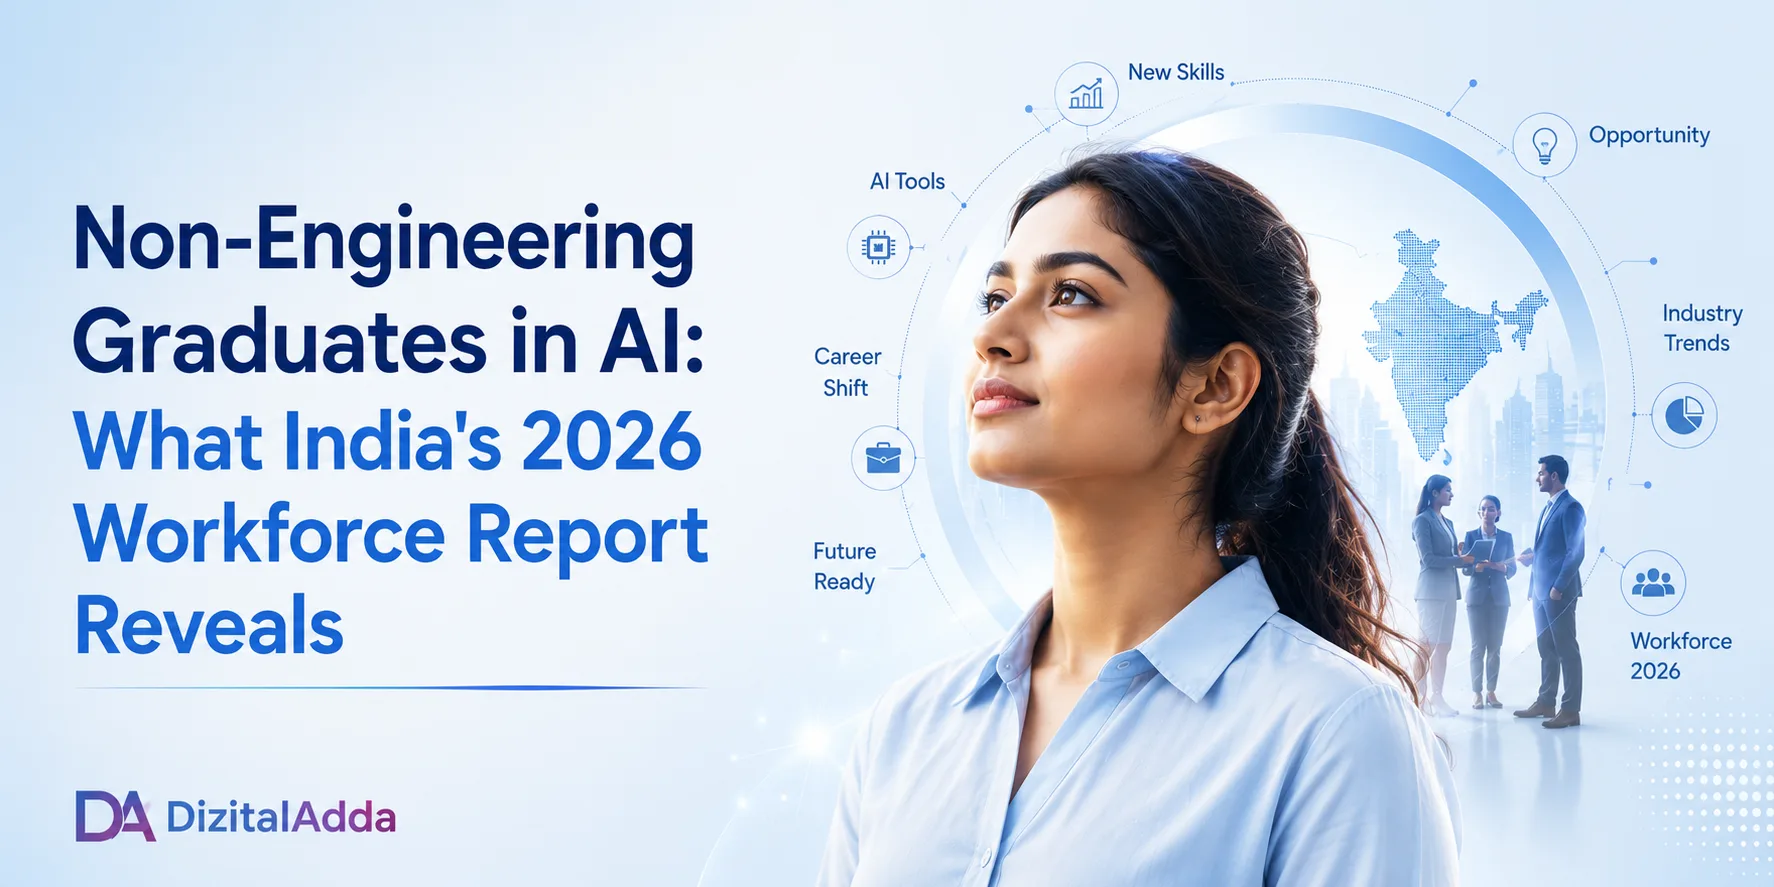 Non-Engineering
Graduates in AI:
What India's 2026
Workforce Report
Reveals
DA DizitalAdda
New Skills
Opportunity
AI Tools
Industry
Trends
Career
Shift
Future
Ready
Workforce
2026